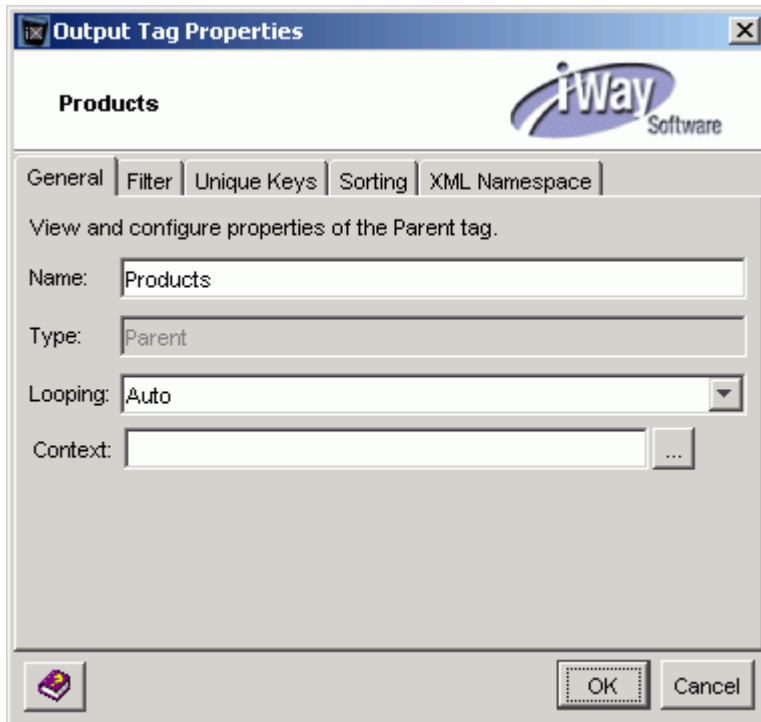 iX Output Tag Properties
Products
iWay
Software
General Filter Unique Keys Sorting XML Namespace
View and configure properties of the Parent tag.
Name: Products
Type: Parent
Looping: Auto
Context: ...
OK Cancel